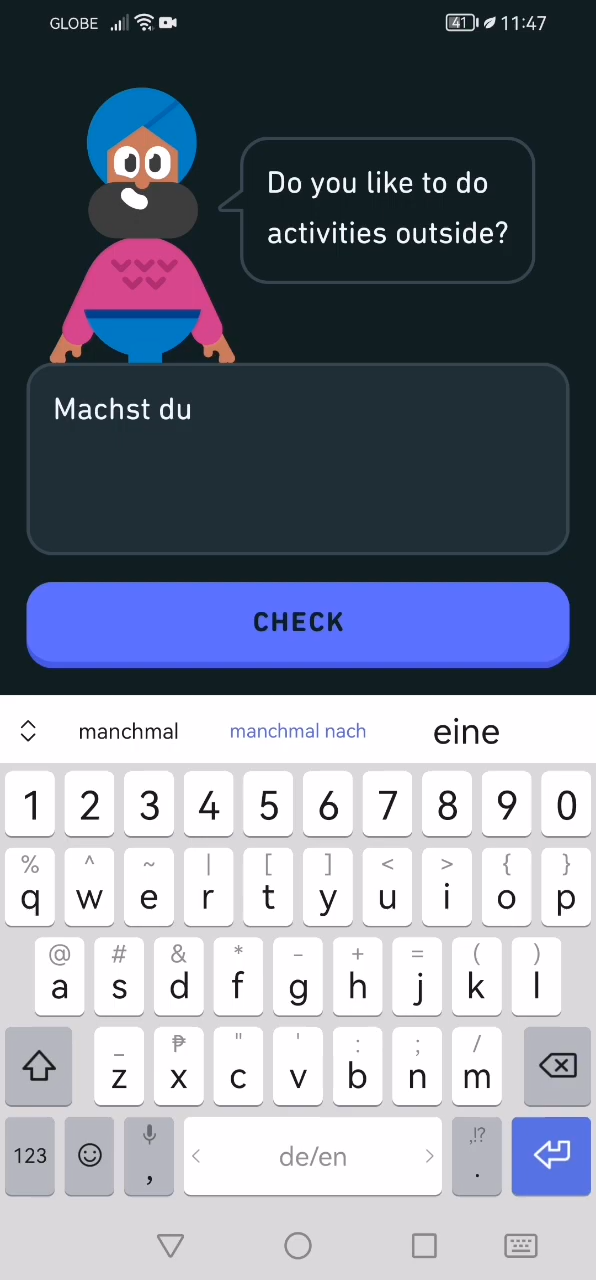 GLOBE 41 11:47
Do you like to do
activities outside?
Machst du
CHECK
manchmal manchmal nach eine
1 2 3 4 5 6 7 8 9 0
% ^ ~ | [ ] < > { }
q w e r t y u i o p
@ # & * - + = ( )
a s d f g h j k l
_ ₱ " ' : ; /
z x c v b n m
,!?
123 , < de/en > .